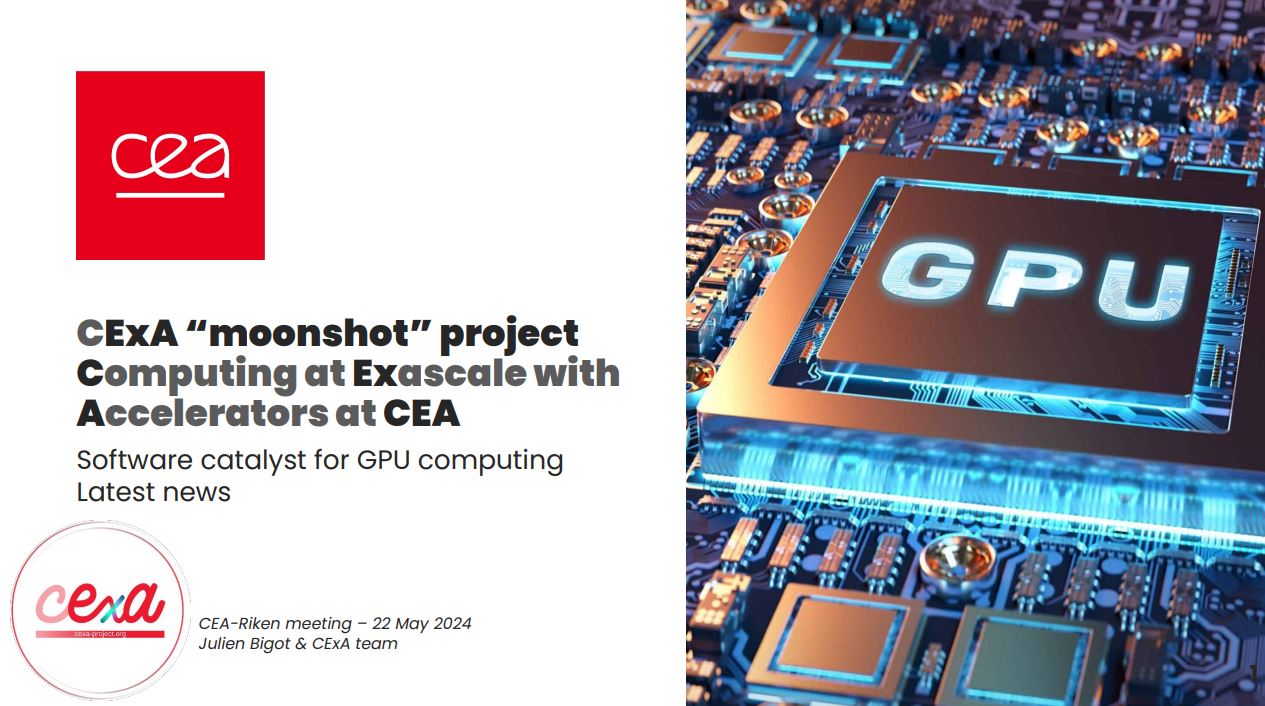 cea
CExA “moonshot” project
Computing at Exascale with
Accelerators at CEA
Software catalyst for GPU computing
Latest news
cexa
cexa-project.org
CEA-Riken meeting – 22 May 2024
Julien Bigot & CExA team
GPU
1